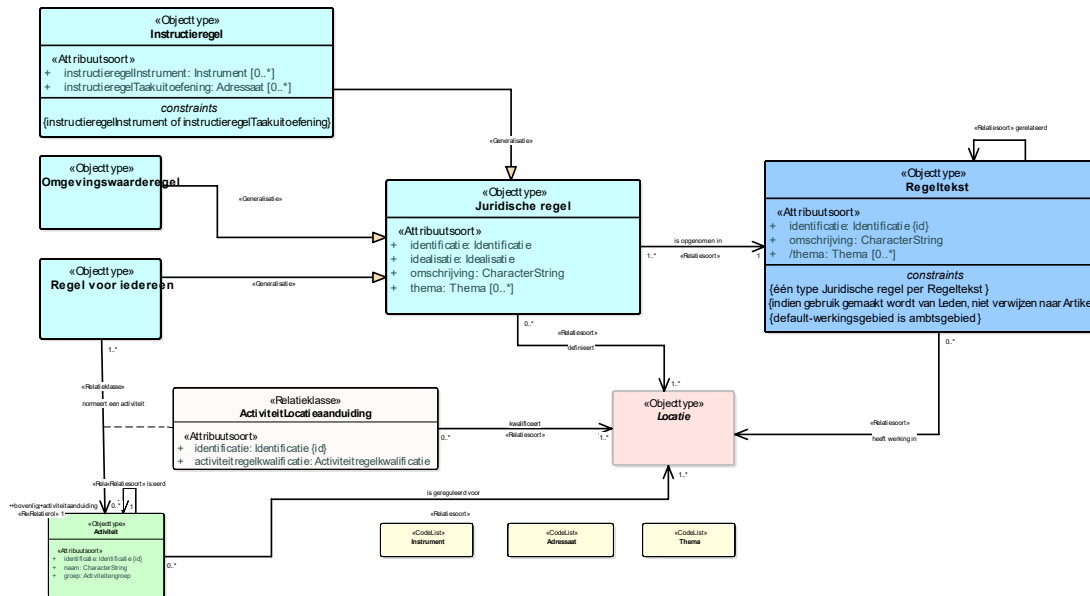 «Objecttype»
Instructieregel
«Attribuutsoort»
+ instructieregelInstrument: Instrument [0..*]
+ instructieregelTaakuitoefening: Adressaat [0..*]
constraints
{instructieregelInstrument of instructieregelTaakuitoefening}
«Generalisatie»
«Objecttype»
Omgevingswaarderegel
«Generalisatie»
«Objecttype»
Regel voor iedereen
«Generalisatie»
«Objecttype»
Juridische regel
«Attribuutsoort»
+ identificatie: Identificatie
+ idealisatie: Idealisatie
+ omschrijving: CharacterString
+ thema: Thema [0..*]
is opgenomen in
1..*
«Relatiesoort»
1
«Relatiesoort» gerelateerd
«Objecttype»
Regeltekst
«Attribuutsoort»
+ identificatie: Identificatie {id}
+ omschrijving: CharacterString
+ /thema: Thema [0..*]
constraints
{één type Juridische regel per Regeltekst}
{indien gebruik gemaakt wordt van Leden, niet verwijzen naar Artike
{default-werkingsgebied is ambtsgebied}
0..*
«Relatiesoort»
definieert
1..*
0..*
«Relatiesoort»
heeft werking in
1..*
«Relatieklasse»
normeert een activiteit
«Relatieklasse»
ActiviteitLocatieaanduiding
«Attribuutsoort»
+ identificatie: Identificatie {id}
+ activiteitregelkwalificatie: Activiteitregelkwalificatie
kwalificeert
0..*
«Relatiesoort»
1..*
«Objecttype»
Locatie
1..*
«Relatiesoort»
0..*
1
1
«Objecttype»
Activiteit
«Attribuutsoort»
+ identificatie: Identificatie {id}
+ naam: CharacterString
+ groep: Activiteitengroep
0..*
is gereguleerd voor
«Relatiesoort»
«CodeList»
Instrument
«CodeList»
Adressaat
«CodeList»
Thema